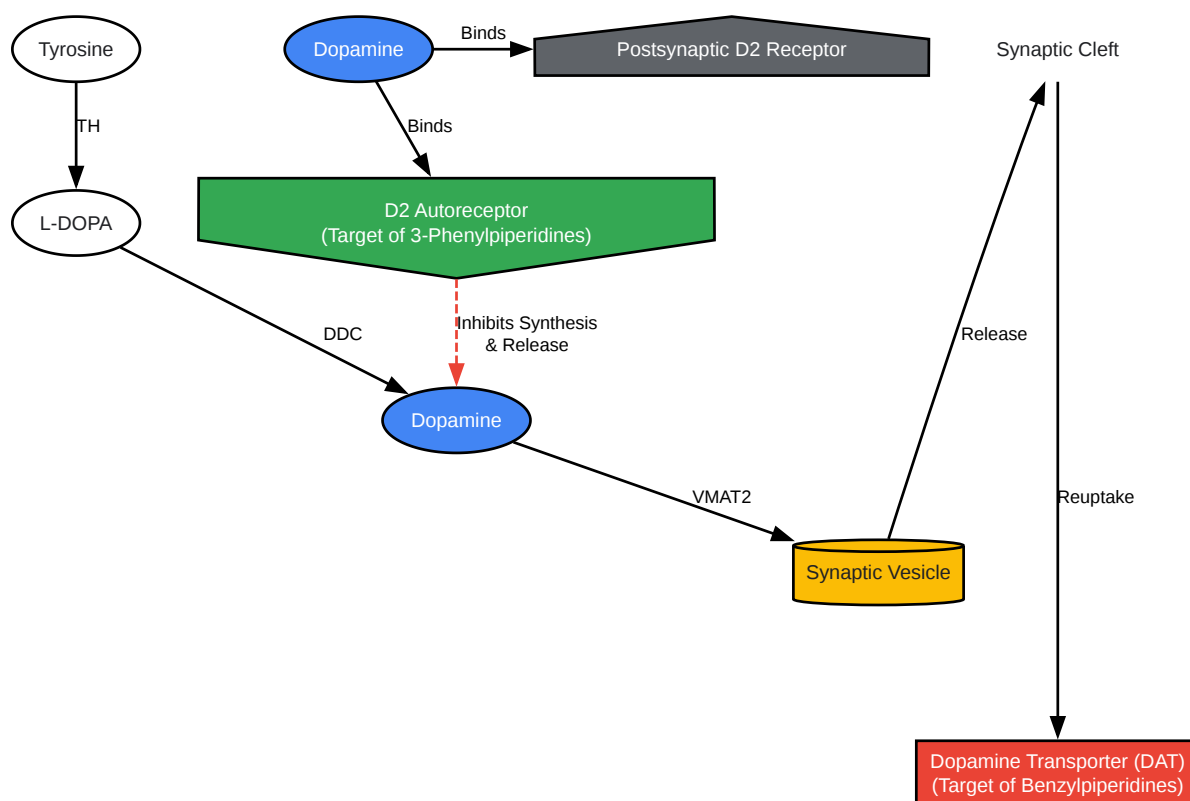 Tyrosine
Dopamine
Binds
Postsynaptic D2 Receptor
Synaptic Cleft
TH
Binds
L-DOPA
D2 Autoreceptor
(Target of 3-Phenylpiperidines)
DDC
Inhibits Synthesis
& Release
Release
Dopamine
VMAT2
Reuptake
Synaptic Vesicle
Dopamine Transporter (DAT)
(Target of Benzylpiperidines)